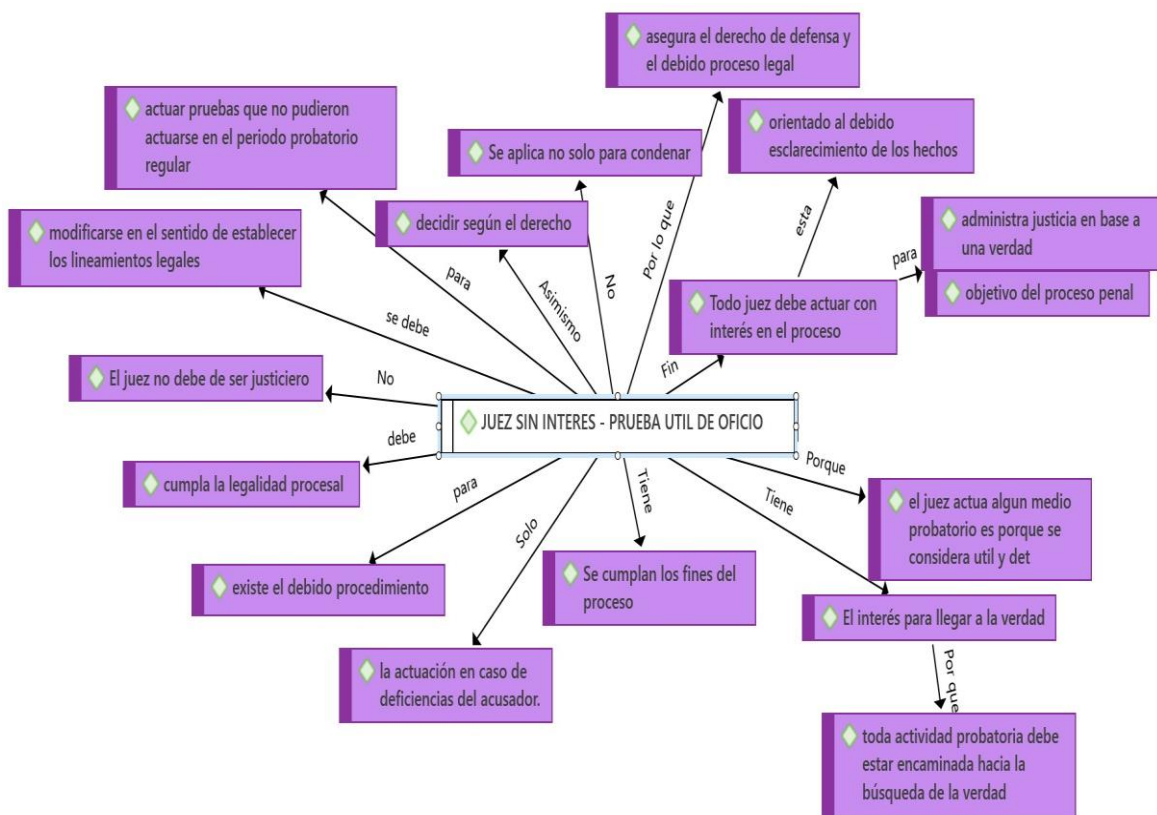 asegura el derecho de defensa y
el debido proceso legal
actuar pruebas que no pudieron
actuarse en el periodo probatorio
regular
orientado al debido
esclarecimiento de los hechos
Se aplica no solo para condenar
decidir según el derecho
modificarse en el sentido de establecer
los lineamientos legales
administra justicia en base a
una verdad
objetivo del proceso penal
Todo juez debe actuar con
interés en el proceso
para
esta
Por lo que
No
Asimismo
para
se debe
Fin
El juez no debe de ser justiciero
No
JUEZ SIN INTERES - PRUEBA UTIL DE OFICIO
debe
cumpla la legalidad procesal
para
Solo
Tiene
Tiene
Porque
el juez actua algun medio
probatorio es porque se
considera util y det
existe el debido procedimiento
Se cumplan los fines del
proceso
El interés para llegar a la verdad
la actuación en caso de
deficiencias del acusador.
Por que
toda actividad probatoria debe
estar encaminada hacia la
búsqueda de la verdad